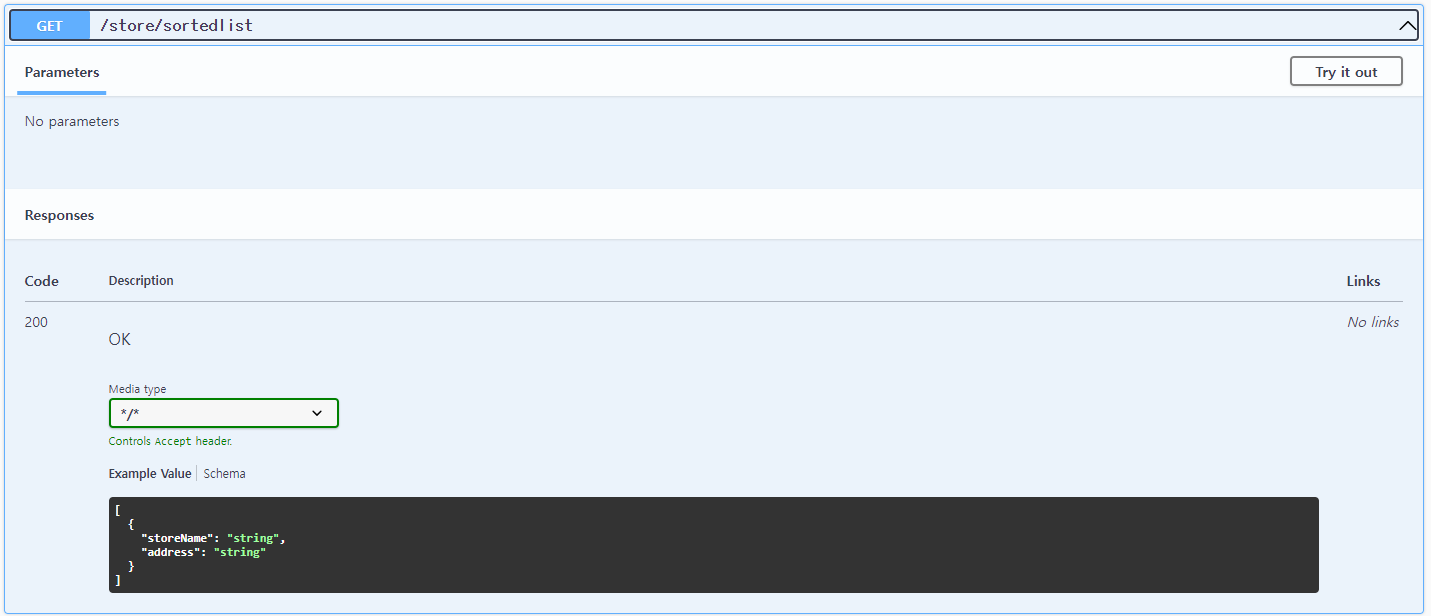 GET /store/sortedlist
Parameters
Try it out
No parameters
Responses
Code Description Links
200 No links
OK
Media type
*/*
Controls Accept header.
Example Value Schema
[
  {
    "storeName": "string",
    "address": "string"
  }
]